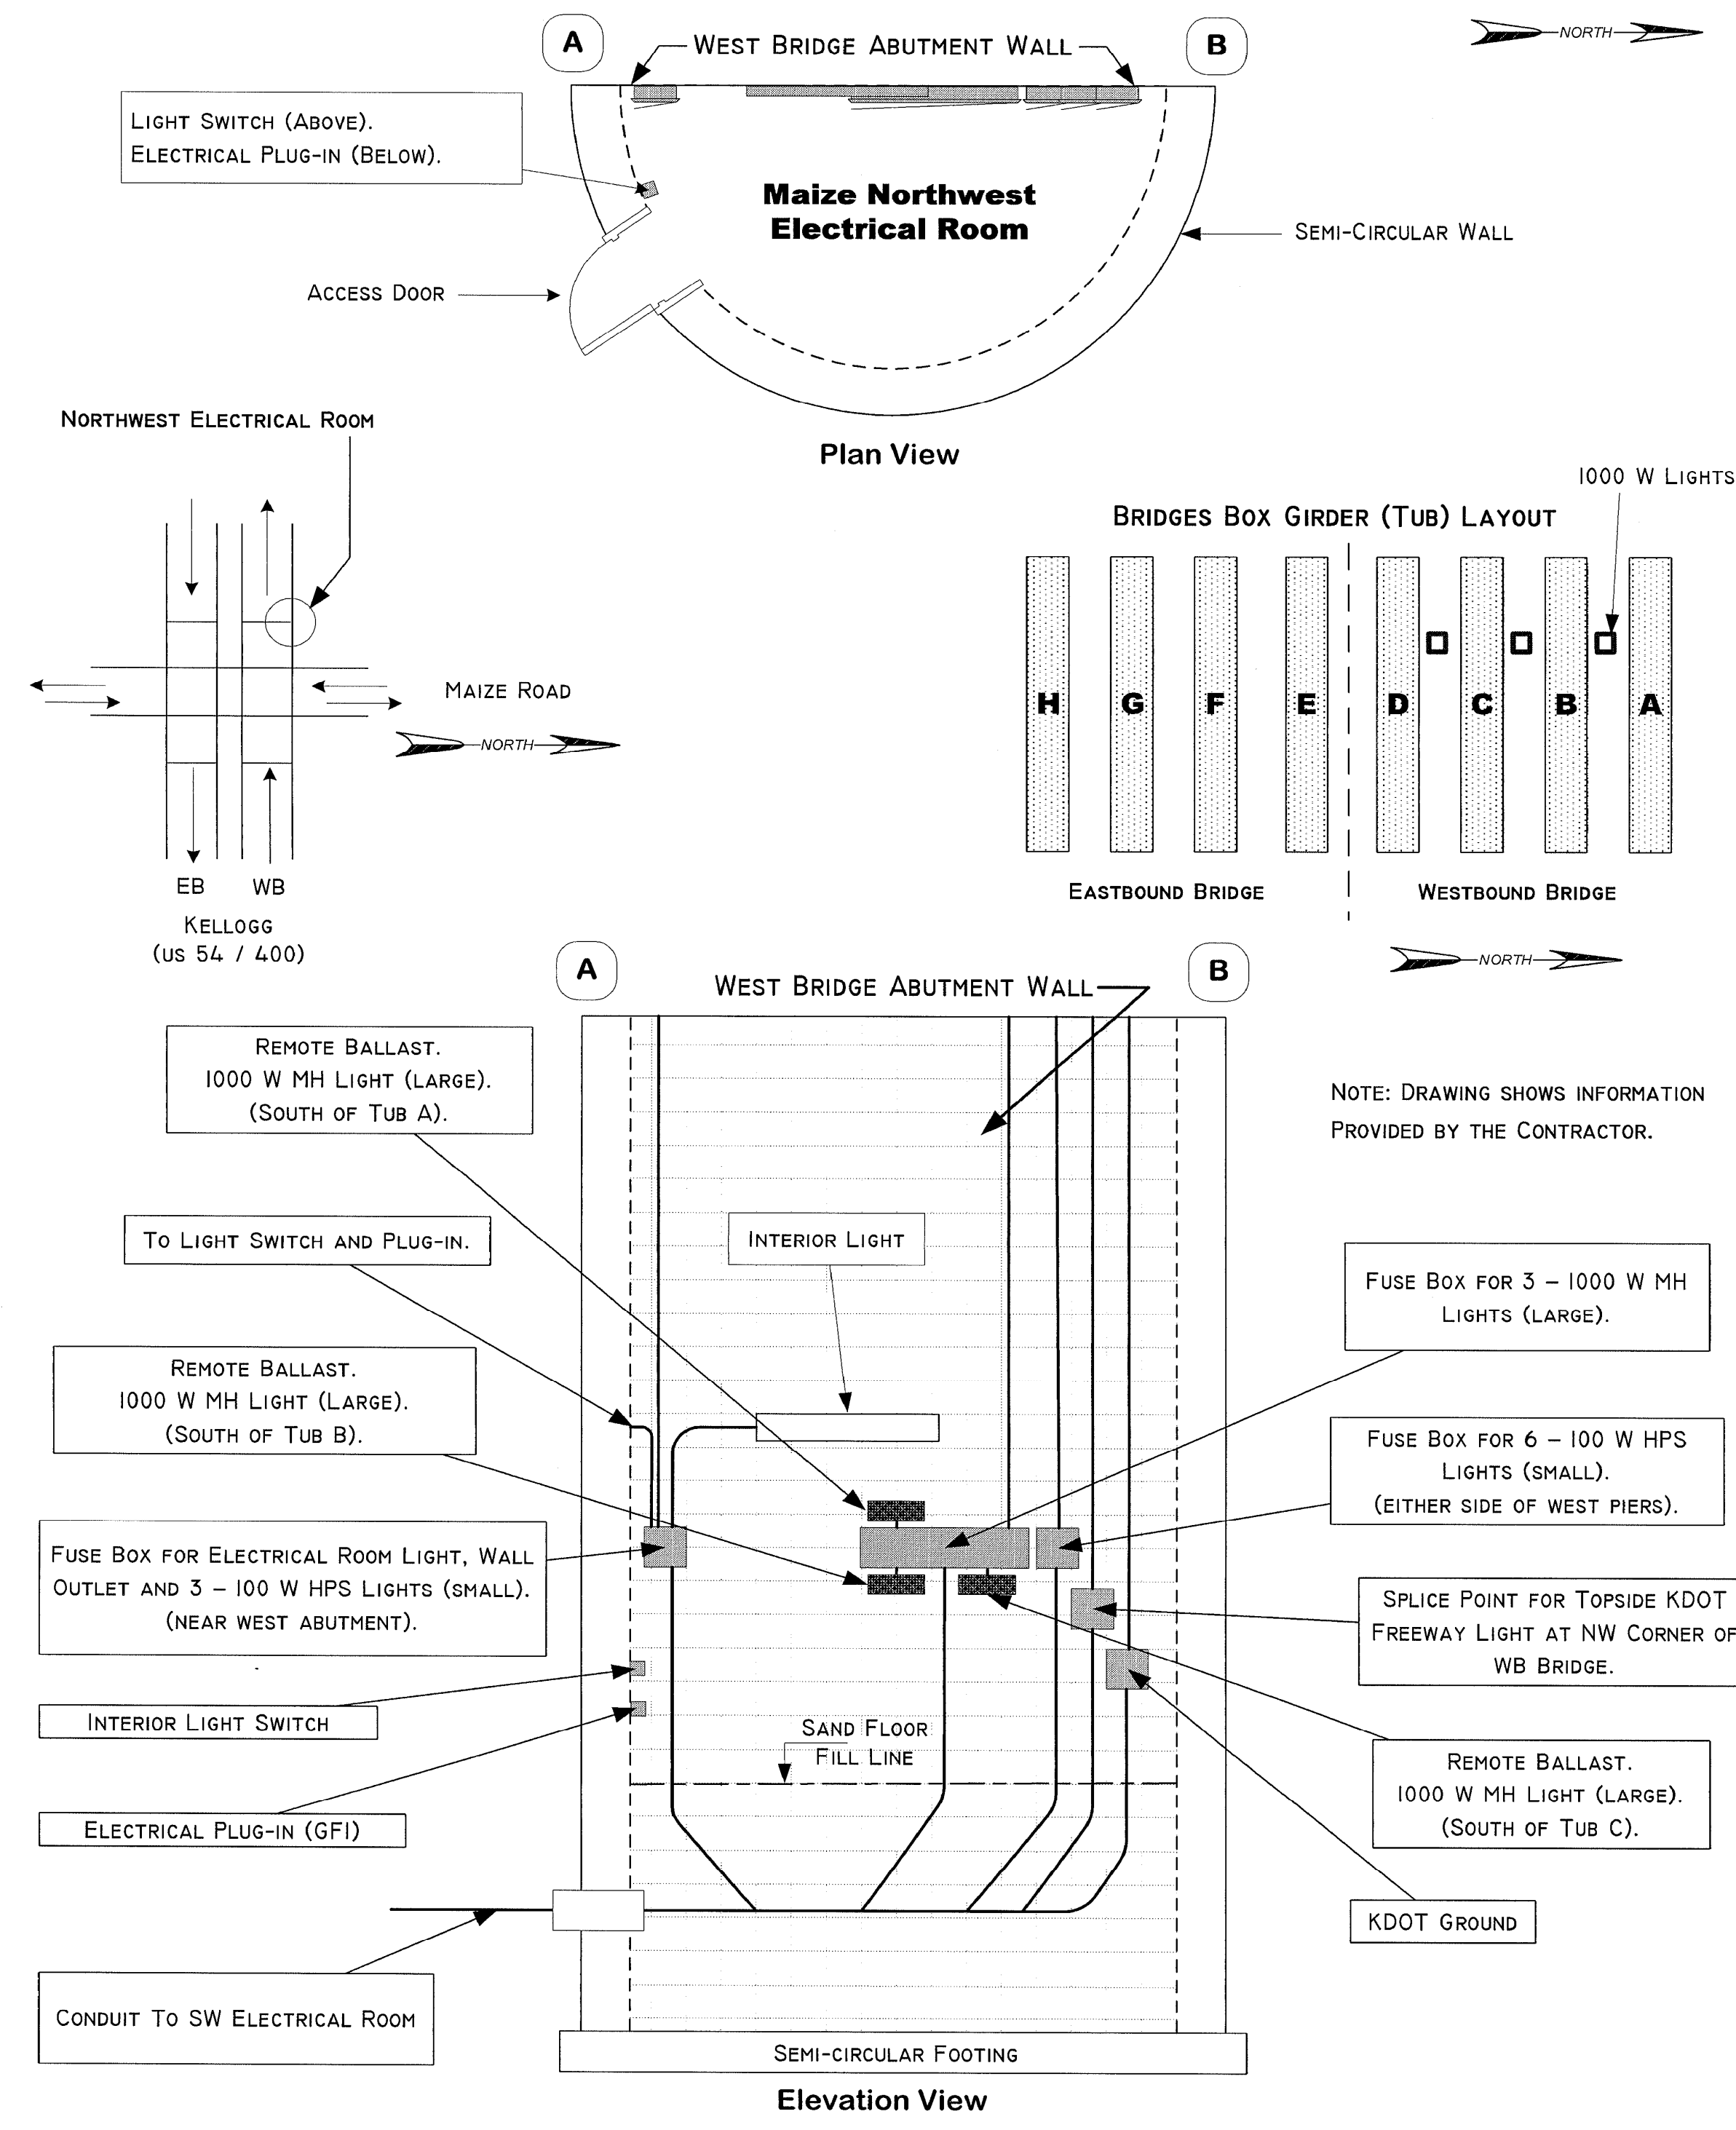 A
WEST BRIDGE ABUTMENT WALL
B
NORTH
LIGHT SWITCH (ABOVE).
ELECTRICAL PLUG-IN (BELOW).
Maize Northwest
Electrical Room
SEMI-CIRCULAR WALL
ACCESS DOOR
Plan View
NORTHWEST ELECTRICAL ROOM
MAIZE ROAD
NORTH
EB
WB
KELLOGG
(US 54 / 400)
1000 W LIGHTS
BRIDGES BOX GIRDER (TUB) LAYOUT
H
G
F
E
D
C
B
A
EASTBOUND BRIDGE
WESTBOUND BRIDGE
NORTH
A
WEST BRIDGE ABUTMENT WALL
B
REMOTE BALLAST.
1000 W MH LIGHT (LARGE).
(SOUTH OF TUB A).
NOTE: DRAWING SHOWS INFORMATION
PROVIDED BY THE CONTRACTOR.
TO LIGHT SWITCH AND PLUG-IN.
INTERIOR LIGHT
FUSE BOX FOR 3 – 1000 W MH
LIGHTS (LARGE).
REMOTE BALLAST.
1000 W MH LIGHT (LARGE).
(SOUTH OF TUB B).
FUSE BOX FOR 6 – 100 W HPS
LIGHTS (SMALL).
(EITHER SIDE OF WEST PIERS).
FUSE BOX FOR ELECTRICAL ROOM LIGHT, WALL
OUTLET AND 3 – 100 W HPS LIGHTS (SMALL).
(NEAR WEST ABUTMENT).
SPLICE POINT FOR TOPSIDE KDOT
FREEWAY LIGHT AT NW CORNER OF
WB BRIDGE.
INTERIOR LIGHT SWITCH
SAND FLOOR
FILL LINE
REMOTE BALLAST.
1000 W MH LIGHT (LARGE).
(SOUTH OF TUB C).
ELECTRICAL PLUG-IN (GFI)
KDOT GROUND
CONDUIT TO SW ELECTRICAL ROOM
SEMI-CIRCULAR FOOTING
Elevation View